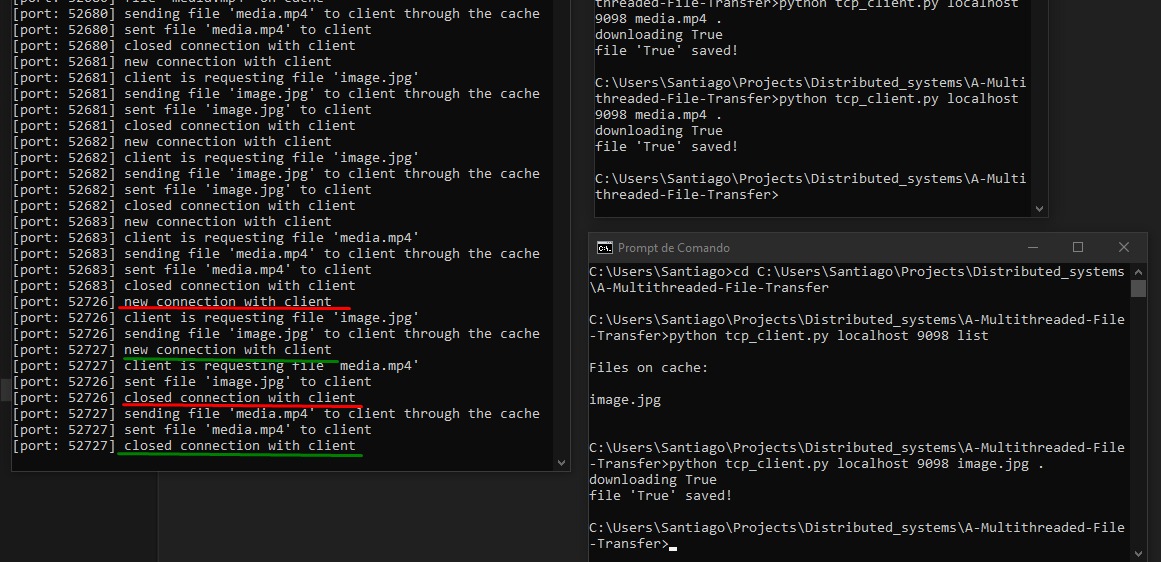 [port: 52680] file 'media.mp4' on cache
[port: 52680] sending file 'media.mp4' to client through the cache
[port: 52680] sent file 'media.mp4' to client
[port: 52680] closed connection with client
[port: 52681] new connection with client
[port: 52681] client is requesting file 'image.jpg'
[port: 52681] sending file 'image.jpg' to client through the cache
[port: 52681] sent file 'image.jpg' to client
[port: 52681] closed connection with client
[port: 52682] new connection with client
[port: 52682] client is requesting file 'image.jpg'
[port: 52682] sending file 'image.jpg' to client through the cache
[port: 52682] sent file 'image.jpg' to client
[port: 52682] closed connection with client
[port: 52683] new connection with client
[port: 52683] client is requesting file 'media.mp4'
[port: 52683] sending file 'media.mp4' to client through the cache
[port: 52683] sent file 'media.mp4' to client
[port: 52683] closed connection with client
[port: 52726] new connection with client
[port: 52726] client is requesting file 'image.jpg'
[port: 52726] sending file 'image.jpg' to client through the cache
[port: 52727] new connection with client
[port: 52727] client is requesting file 'media.mp4'
[port: 52726] sent file 'image.jpg' to client
[port: 52726] closed connection with client
[port: 52727] sending file 'media.mp4' to client through the cache
[port: 52727] sent file 'media.mp4' to client
[port: 52727] closed connection with client
threaded-File-Transfer>python tcp_client.py localhost
9098 media.mp4 .
downloading True
file 'True' saved!
C:\Users\Santiago\Projects\Distributed_systems\A-Multi
threaded-File-Transfer>python tcp_client.py localhost
9098 media.mp4 .
downloading True
file 'True' saved!
C:\Users\Santiago\Projects\Distributed_systems\A-Multi
threaded-File-Transfer>
Prompt de Comando
C:\Users\Santiago>cd C:\Users\Santiago\Projects\Distributed_systems
\A-Multithreaded-File-Transfer
C:\Users\Santiago\Projects\Distributed_systems\A-Multithreaded-File
-Transfer>python tcp_client.py localhost 9098 list
Files on cache:
image.jpg
C:\Users\Santiago\Projects\Distributed_systems\A-Multithreaded-File
-Transfer>python tcp_client.py localhost 9098 image.jpg .
downloading True
file 'True' saved!
C:\Users\Santiago\Projects\Distributed_systems\A-Multithreaded-File
-Transfer>